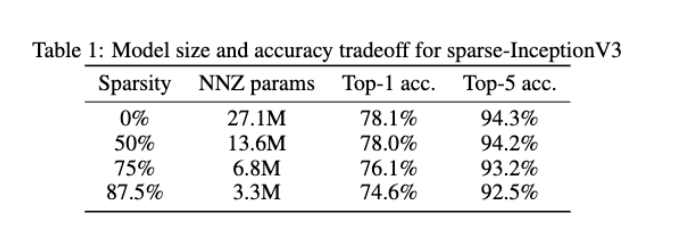 Table 1: Model size and accuracy tradeoff for sparse-InceptionV3
Sparsity NNZ params Top-1 acc. Top-5 acc.
0% 27.1M 78.1% 94.3%
50% 13.6M 78.0% 94.2%
75% 6.8M 76.1% 93.2%
87.5% 3.3M 74.6% 92.5%